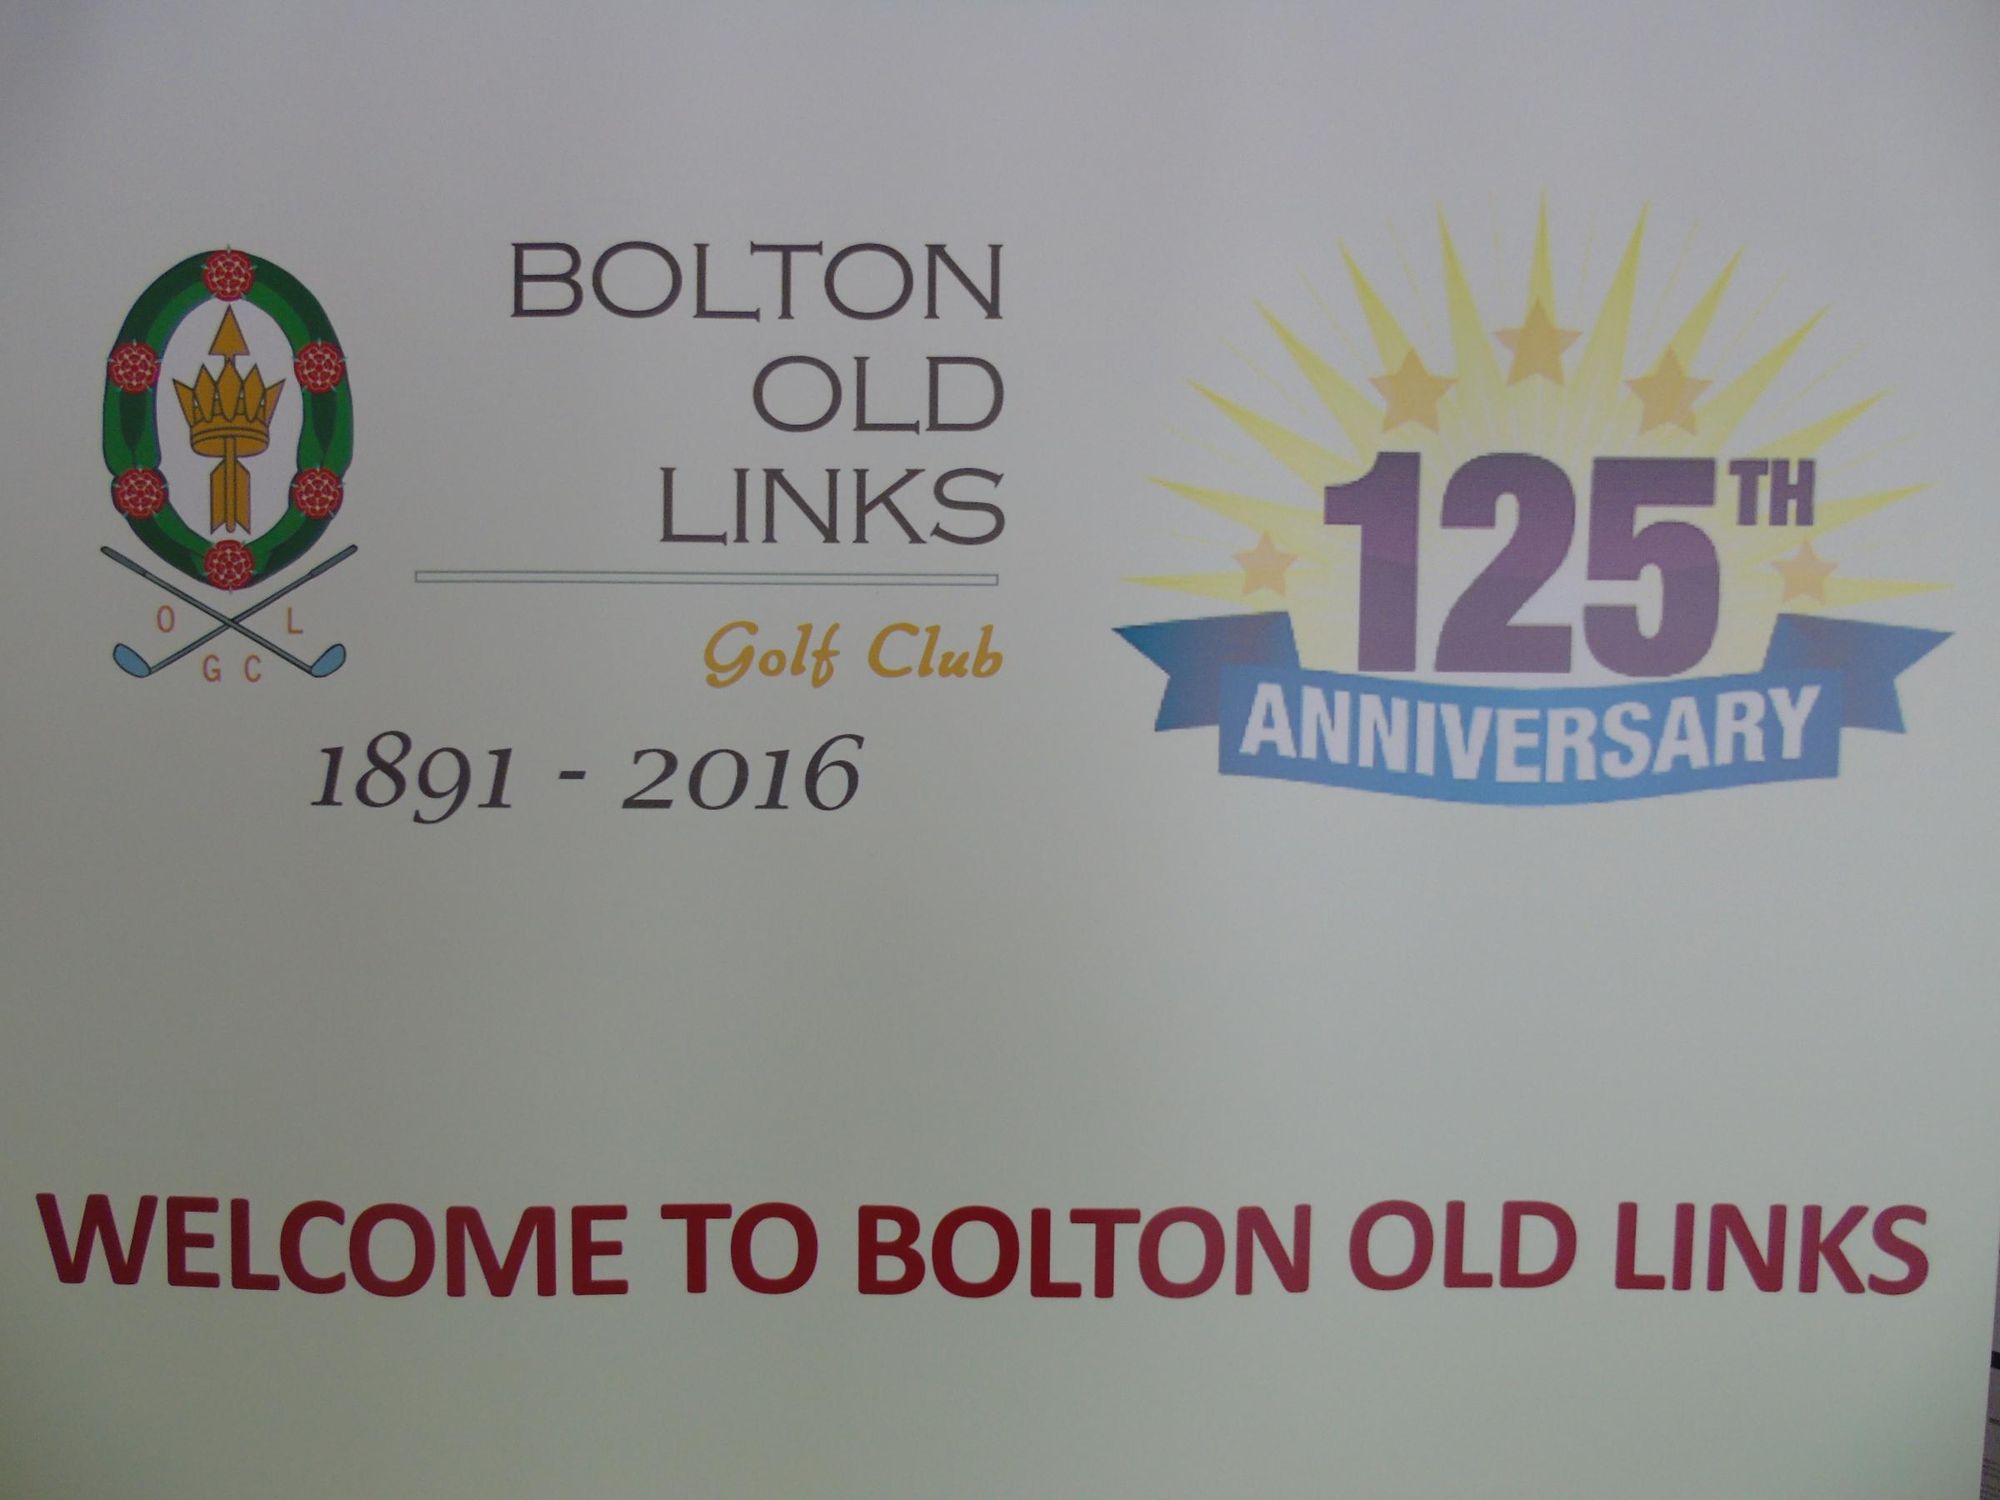 BOLTON
OLD
LINKS
Golf Club
O L
G C
1891 - 2016
125TH
ANNIVERSARY
WELCOME TO BOLTON OLD LINKS